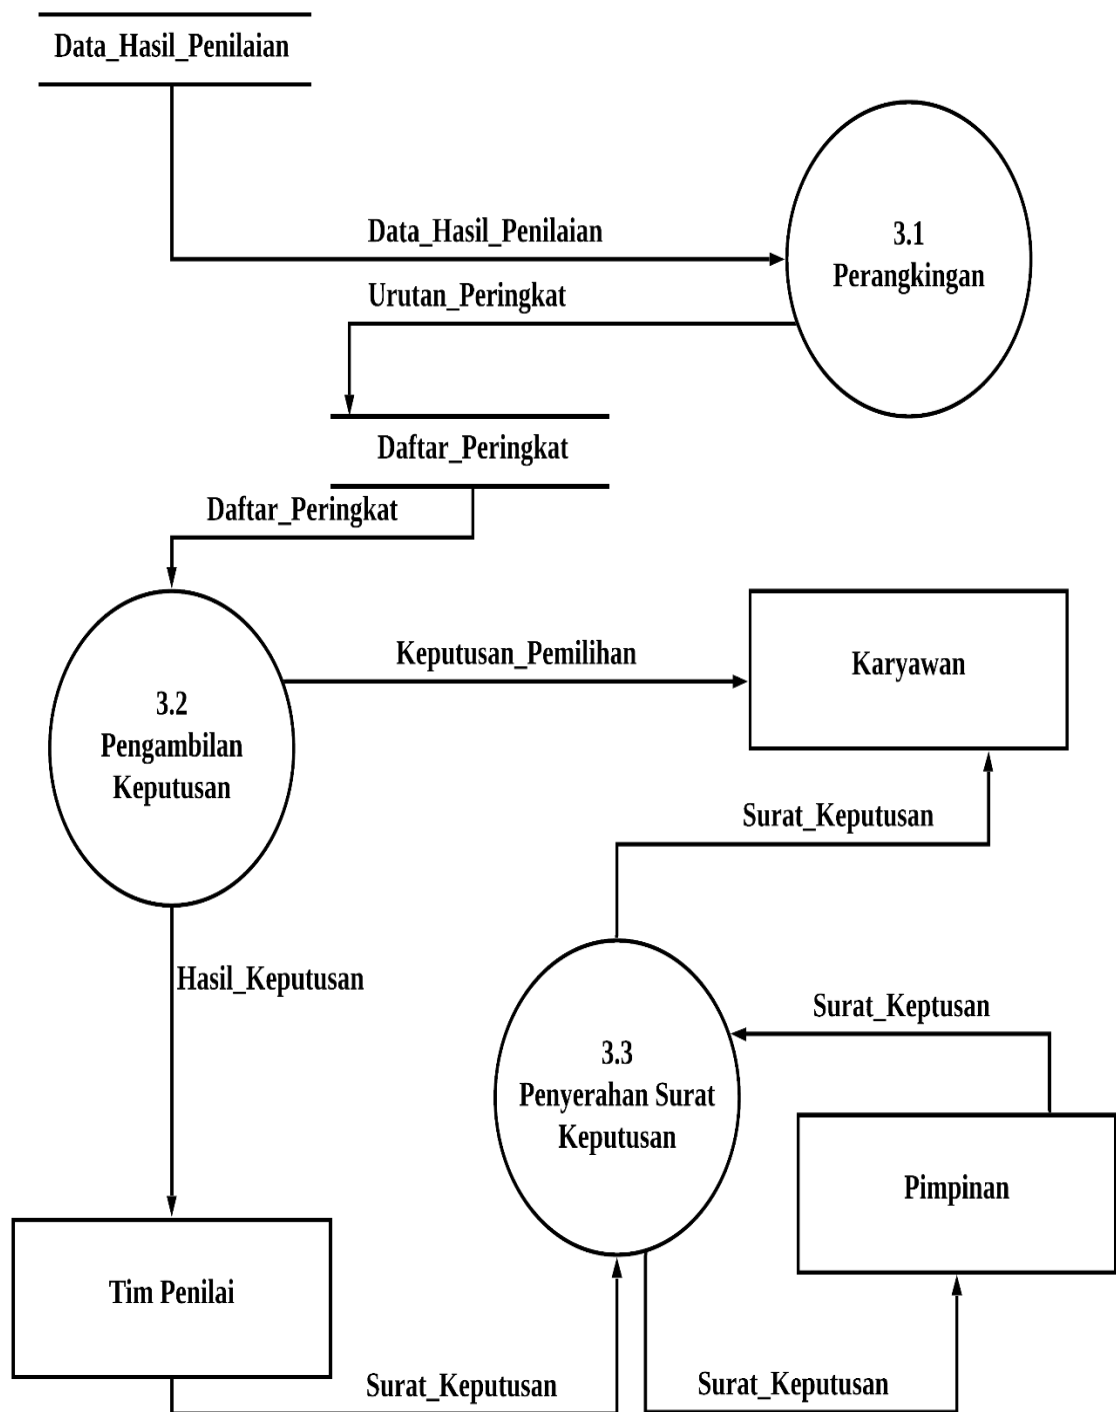 Data_Hasil_Penilaian
Data_Hasil_Penilaian
3.1
Perangkingan
Urutan_Peringkat
Daftar_Peringkat
Daftar_Peringkat
Keputusan_Pemilihan
Karyawan
3.2
Pengambilan
Keputusan
Surat_Keputusan
Hasil_Keputusan
Surat_Keptusan
3.3
Penyerahan Surat
Keputusan
Pimpinan
Tim Penilai
Surat_Keputusan
Surat_Keputusan